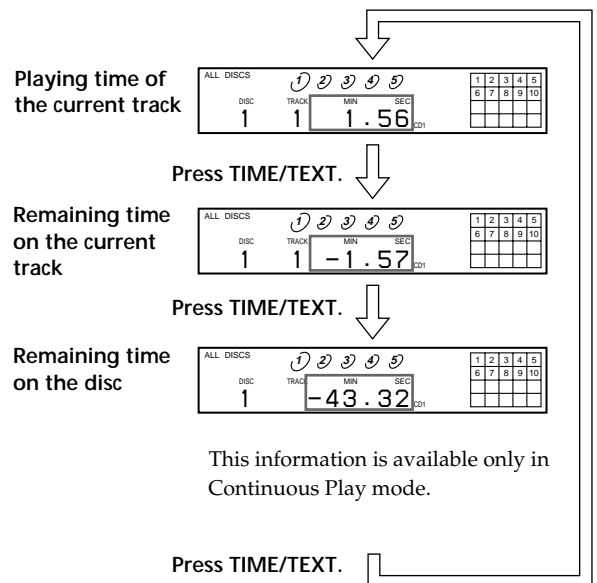 Playing time of
the current track
ALL DISCS
1 2 3 4 5
DISC TRACK MIN SEC
1 1 1.56 CD1
1 2 3 4 5
6 7 8 9 10
Press TIME/TEXT.
Remaining time
on the current
track
ALL DISCS
1 2 3 4 5
DISC TRACK MIN SEC
1 1 -1.57 CD1
1 2 3 4 5
6 7 8 9 10
Press TIME/TEXT.
Remaining time
on the disc
ALL DISCS
1 2 3 4 5
DISC TRACK MIN SEC
1 -43.32 CD1
1 2 3 4 5
6 7 8 9 10
This information is available only in
Continuous Play mode.
Press TIME/TEXT.